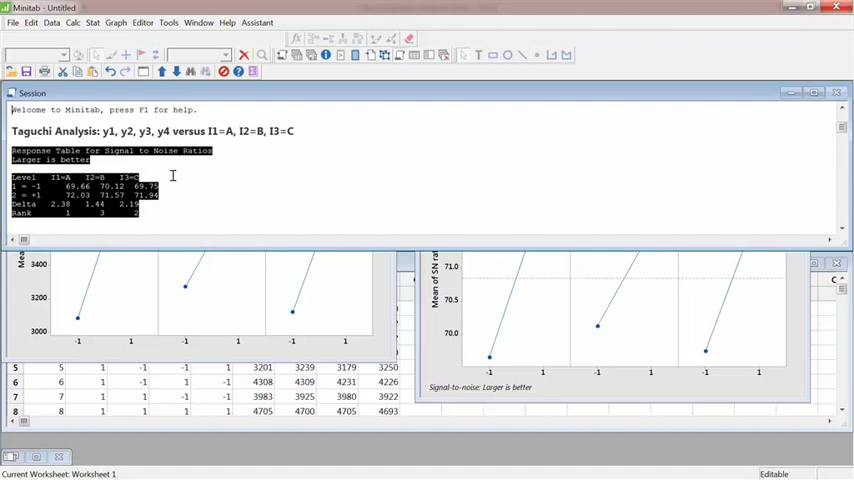 Minitab - Untitled
File Edit Data Calc Stat Graph Editor Tools Window Help Assistant
Session
Welcome to Minitab, press F1 for help.
Taguchi Analysis: y1, y2, y3, y4 versus I1=A, I2=B, I3=C
Response Table for Signal to Noise Ratios
Larger is better
Level I1=A I2=B I3=C
1 = -1 69.66 70.12 69.75
2 = +1 72.03 71.57 71.94
Delta 2.38 1.44 2.19
Rank 1 3 2
3400
3200
3000
-1 1 -1 1 -1 1
Mean of SN rat
71.0
70.5
70.0
-1 1 -1 1 -1 1
Signal-to-noise: Larger is better
5 5 1 -1 -1 3201 3239 3179 3250
6 6 1 -1 1 4308 4309 4231 4226
7 7 1 1 -1 3983 3925 3980 3922
8 8 1 1 1 4705 4700 4705 4693
Current Worksheet: Worksheet 1
Editable